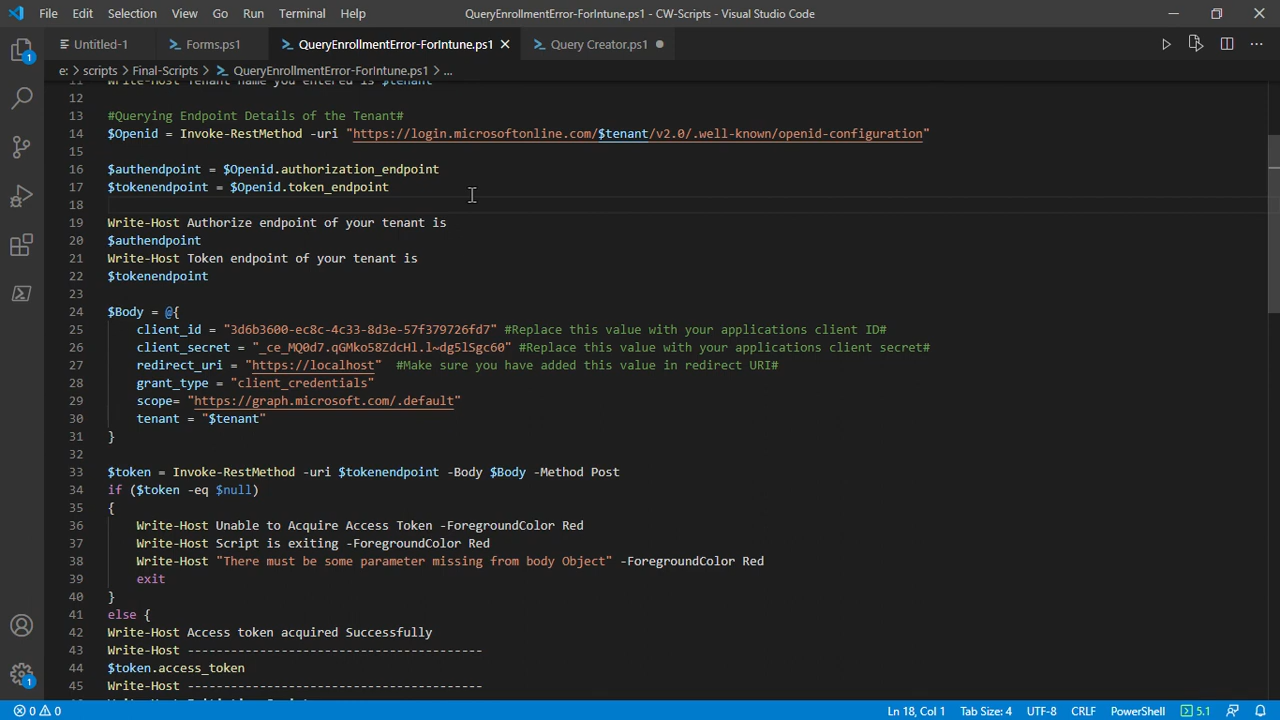 File Edit Selection View Go Run Terminal Help QueryEnrollmentError-ForIntune.ps1 - CW-Scripts - Visual Studio Code
Untitled-1 Forms.ps1 QueryEnrollmentError-ForIntune.ps1 Query Creator.ps1
e: > scripts > Final-Scripts > QueryEnrollmentError-ForIntune.ps1 > ...
11 Write-Host Tenant name you entered is $tenant
12
13 #Querying Endpoint Details of the Tenant#
14 $Openid = Invoke-RestMethod -uri "https://login.microsoftonline.com/$tenant/v2.0/.well-known/openid-configuration"
15
16 $authendpoint = $Openid.authorization_endpoint
17 $tokenendpoint = $Openid.token_endpoint
18
19 Write-Host Authorize endpoint of your tenant is
20 $authendpoint
21 Write-Host Token endpoint of your tenant is
22 $tokenendpoint
23
24 $Body = @{
25 client_id = "3d6b3600-ec8c-4c33-8d3e-57f379726fd7" #Replace this value with your applications client ID#
26 client_secret = "_ce_MQ0d7.qGMko58ZdcHl.l~dg5lSgc60" #Replace this value with your applications client secret#
27 redirect_uri = "https://localhost" #Make sure you have added this value in redirect URI#
28 grant_type = "client_credentials"
29 scope= "https://graph.microsoft.com/.default"
30 tenant = "$tenant"
31 }
32
33 $token = Invoke-RestMethod -uri $tokenendpoint -Body $Body -Method Post
34 if ($token -eq $null)
35 {
36 Write-Host Unable to Acquire Access Token -ForegroundColor Red
37 Write-Host Script is exiting -ForegroundColor Red
38 Write-Host "There must be some parameter missing from body Object" -ForegroundColor Red
39 exit
40 }
41 else {
42 Write-Host Access token acquired Successfully
43 Write-Host -----------------------------------------
44 $token.access_token
45 Write-Host -----------------------------------------
0 0 Ln 18, Col 1 Tab Size: 4 UTF-8 CRLF PowerShell 5.1